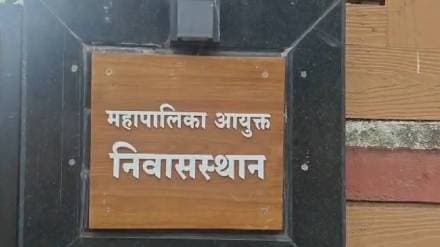 महापालिका आयुक्त
निवासस्थान